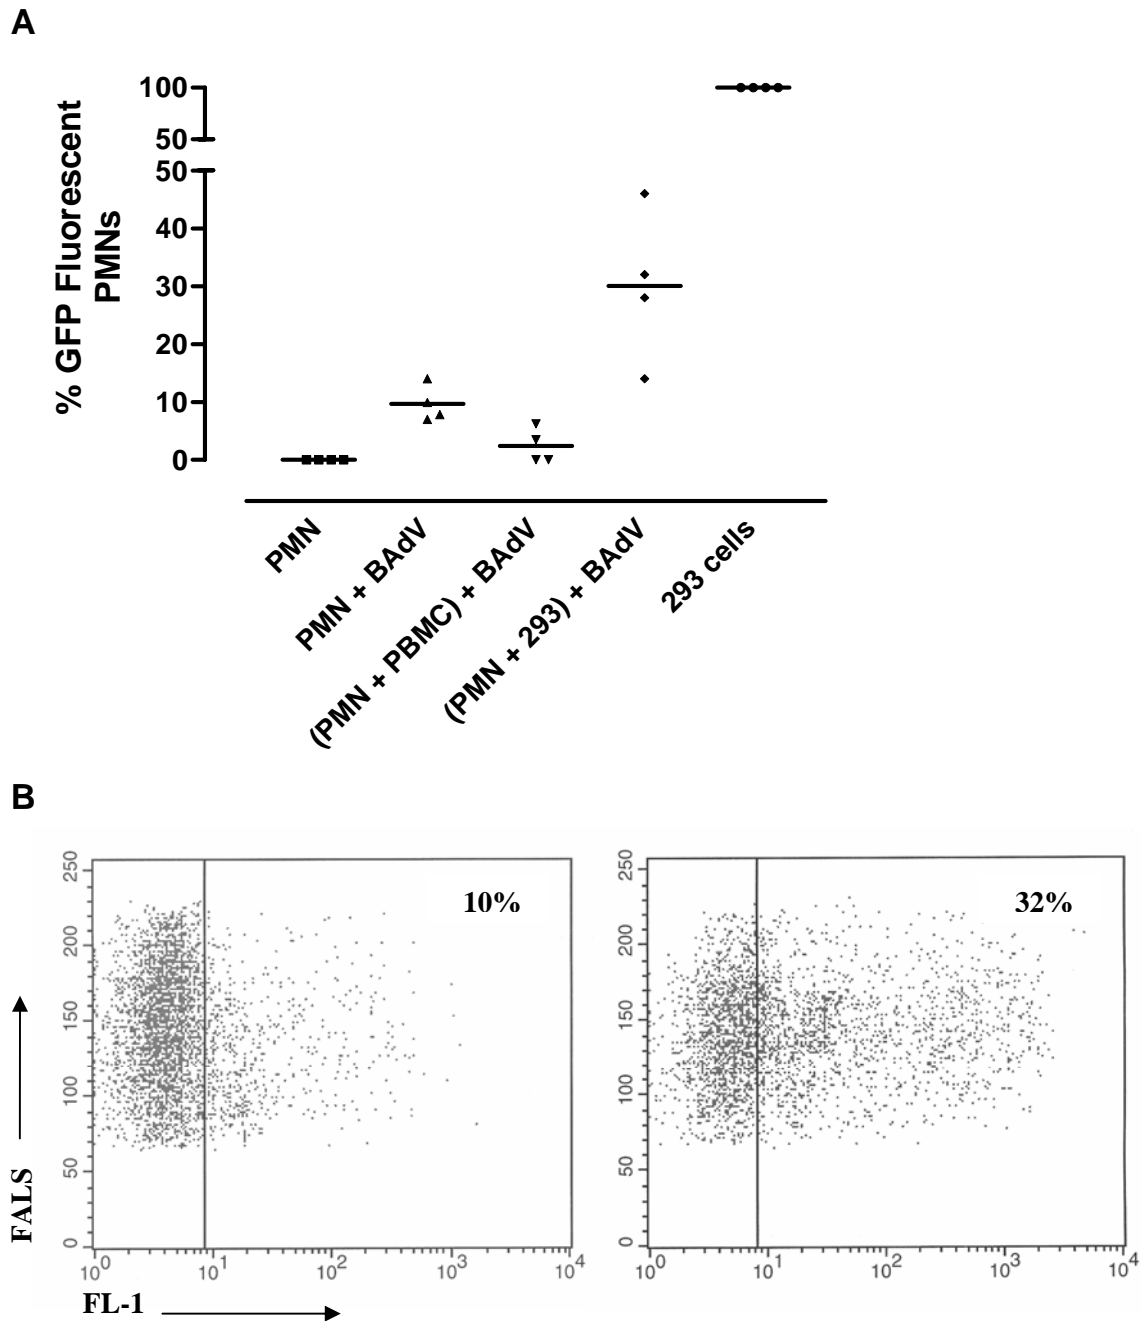 A
% GFP Fluorescent
PMNs
100
50
50
40
30
20
10
0
PMN
PMN + BAdV
(PMN + PBMC) + BAdV
(PMN + 293) + BAdV
293 cells
B
FALS
250
200
150
100
50
0
10%
10^0 10^1 10^2 10^3 10^4
250
200
150
100
50
0
32%
10^0 10^1 10^2 10^3 10^4
FL-1